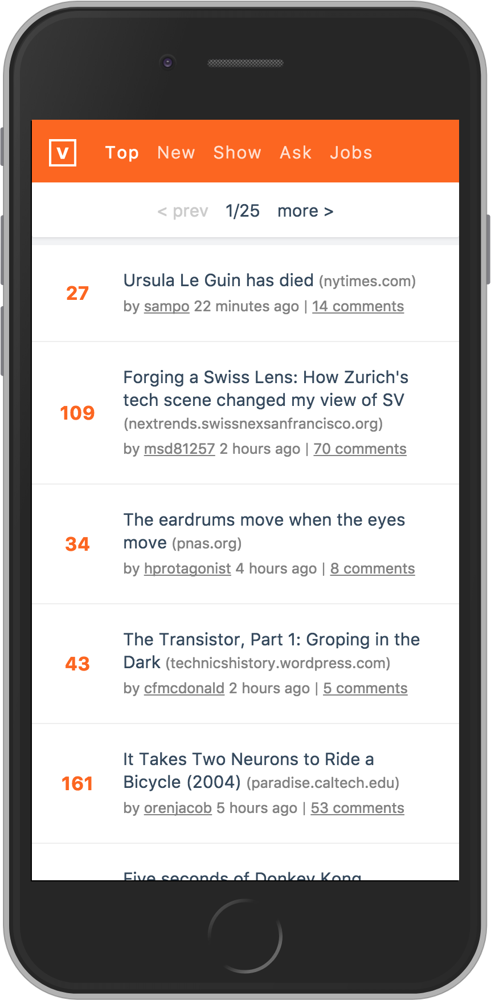 V Top New Show Ask Jobs
< prev 1/25 more >
27
Ursula Le Guin has died (nytimes.com)
by sampo 22 minutes ago | 14 comments
109
Forging a Swiss Lens: How Zurich's
tech scene changed my view of SV
(nextrends.swissnexsanfrancisco.org)
by msd81257 2 hours ago | 70 comments
34
The eardrums move when the eyes
move (pnas.org)
by hprotagonist 4 hours ago | 8 comments
43
The Transistor, Part 1: Groping in the
Dark (technicshistory.wordpress.com)
by cfmcdonald 2 hours ago | 5 comments
161
It Takes Two Neurons to Ride a
Bicycle (2004) (paradise.caltech.edu)
by orenjacob 5 hours ago | 53 comments
Five seconds of Donkey Kong